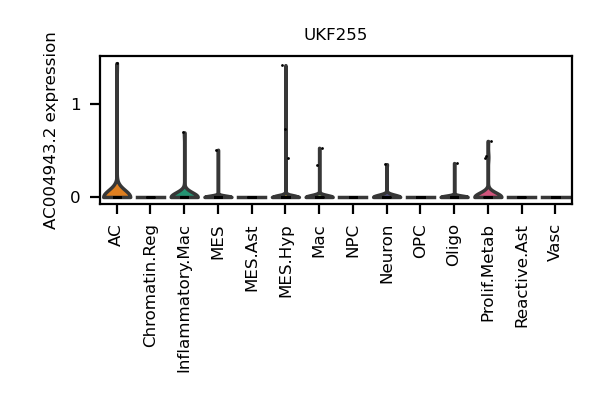 UKF255
AC004943.2 expression
1
0
AC
Chromatin.Reg
Inflammatory.Mac
MES
MES.Ast
MES.Hyp
Mac
NPC
Neuron
OPC
Oligo
Prolif.Metab
Reactive.Ast
Vasc